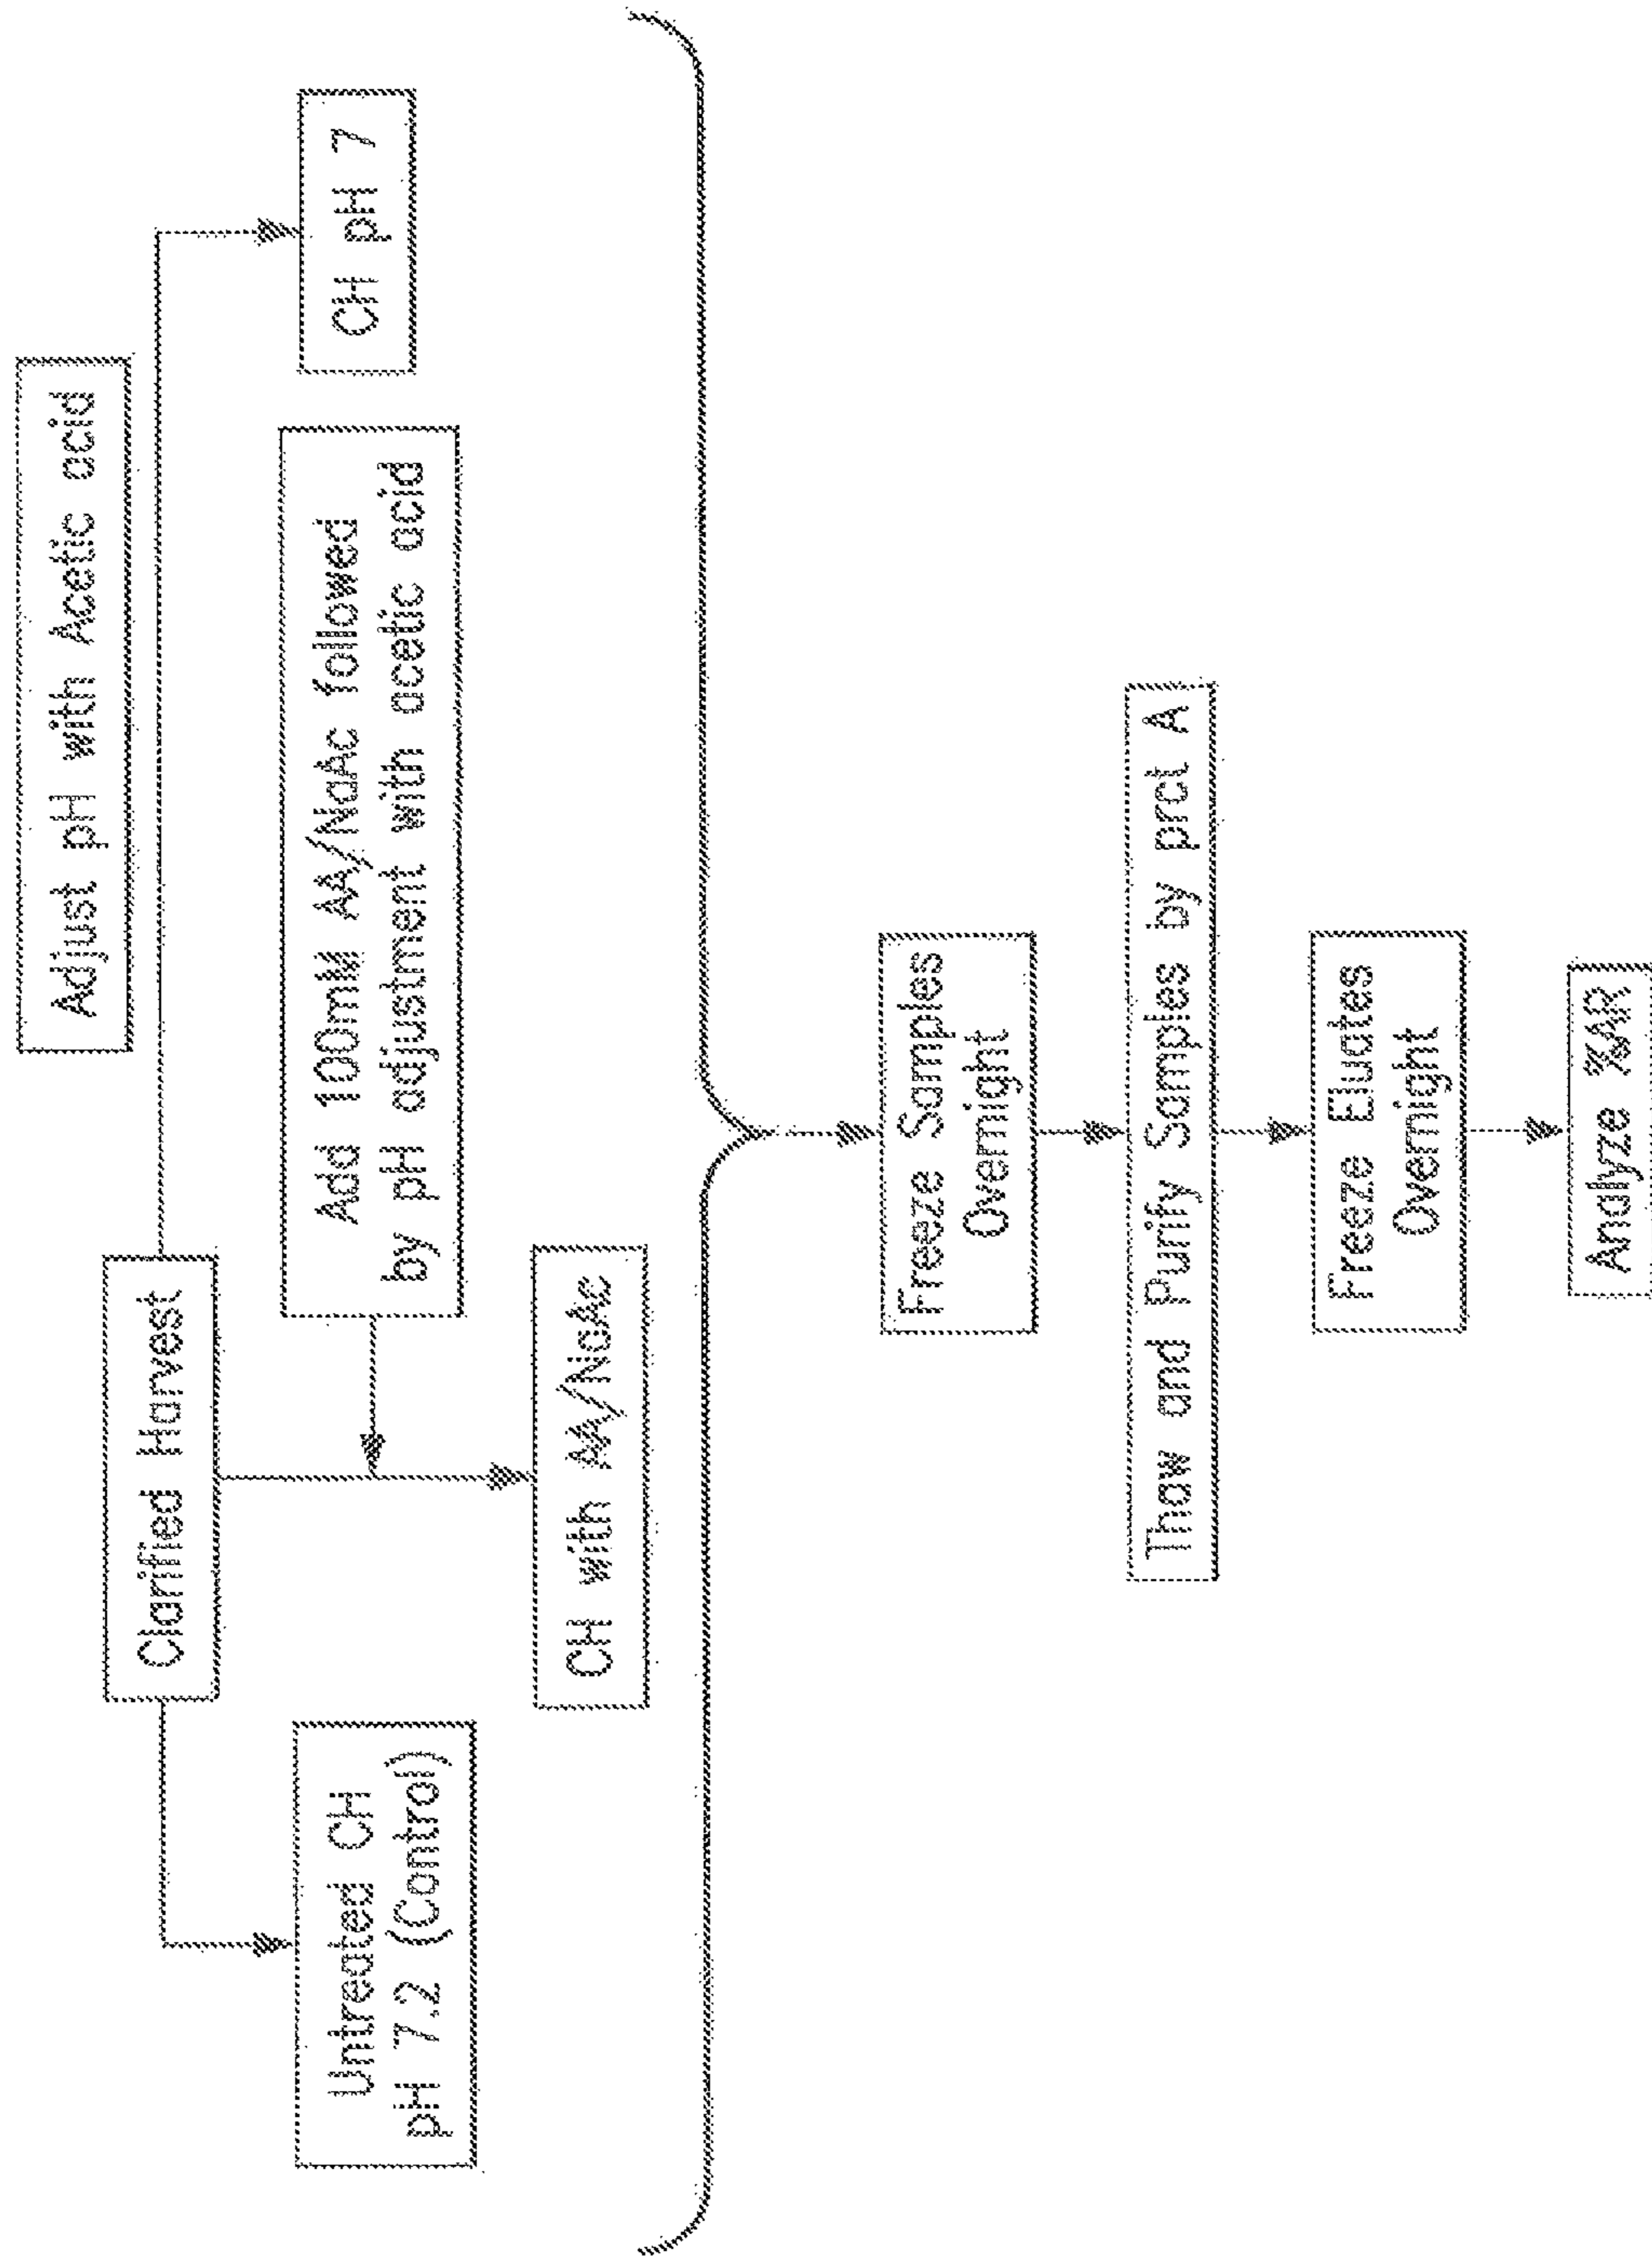 Adjust pH with Acetic acid
Clarified Harvest
Untreated CH
pH 7.2 (Control)
Add 100mM AA/NaAc followed
by pH adjustment with acetic acid
CH pH 7
CH with AA/NaAc
Freeze Samples
Overnight
Thaw and Purify Samples by prct A
Freeze Eluates
Overnight
Analyze %AR